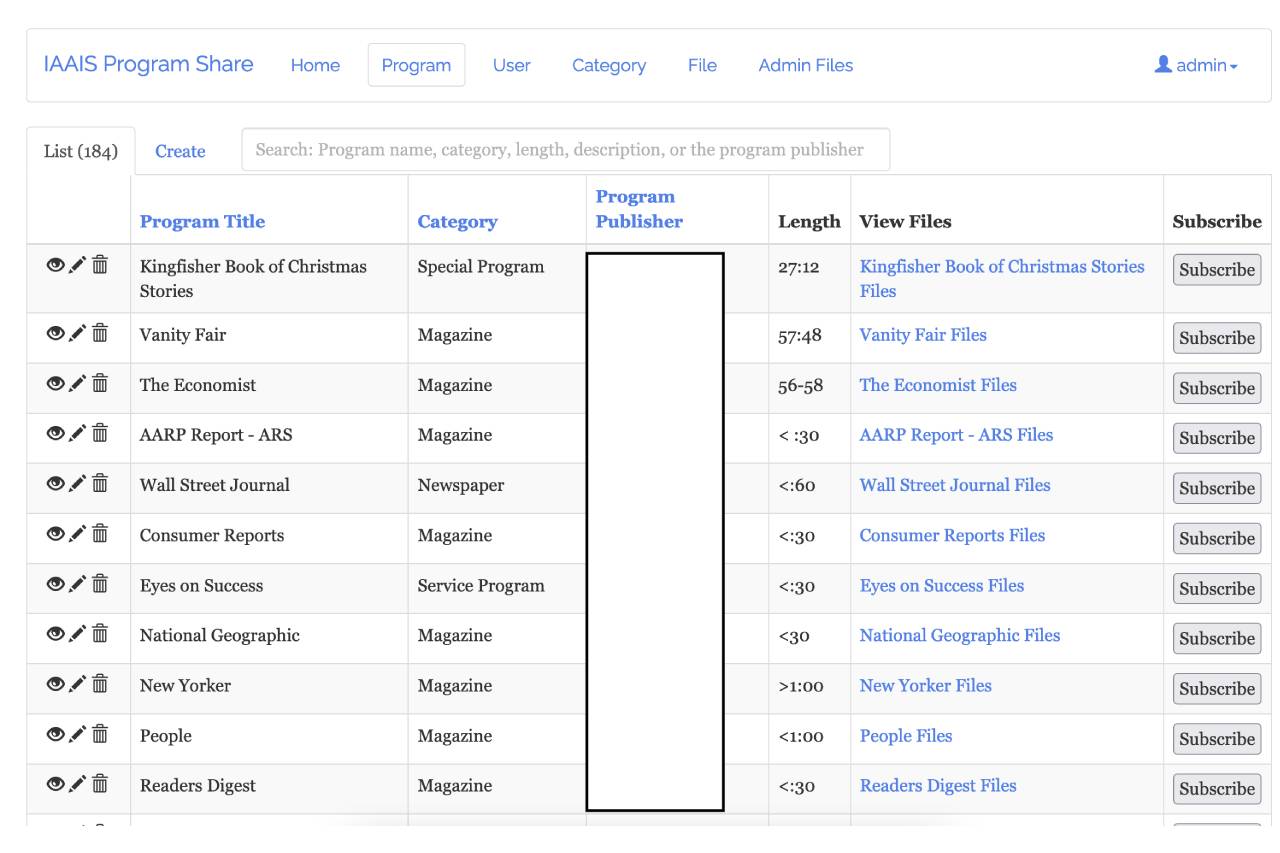 IAAIS Program Share Home Program User Category File Admin Files admin
List (184) Create Search: Program name, category, length, description, or the program publisher
Program Title Category Program Publisher Length View Files Subscribe
Kingfisher Book of Christmas Stories Special Program 27:12 Kingfisher Book of Christmas Stories Files Subscribe
Vanity Fair Magazine 57:48 Vanity Fair Files Subscribe
The Economist Magazine 56-58 The Economist Files Subscribe
AARP Report - ARS Magazine < :30 AARP Report - ARS Files Subscribe
Wall Street Journal Newspaper <:60 Wall Street Journal Files Subscribe
Consumer Reports Magazine <:30 Consumer Reports Files Subscribe
Eyes on Success Service Program <:30 Eyes on Success Files Subscribe
National Geographic Magazine <30 National Geographic Files Subscribe
New Yorker Magazine >1:00 New Yorker Files Subscribe
People Magazine <1:00 People Files Subscribe
Readers Digest Magazine <:30 Readers Digest Files Subscribe